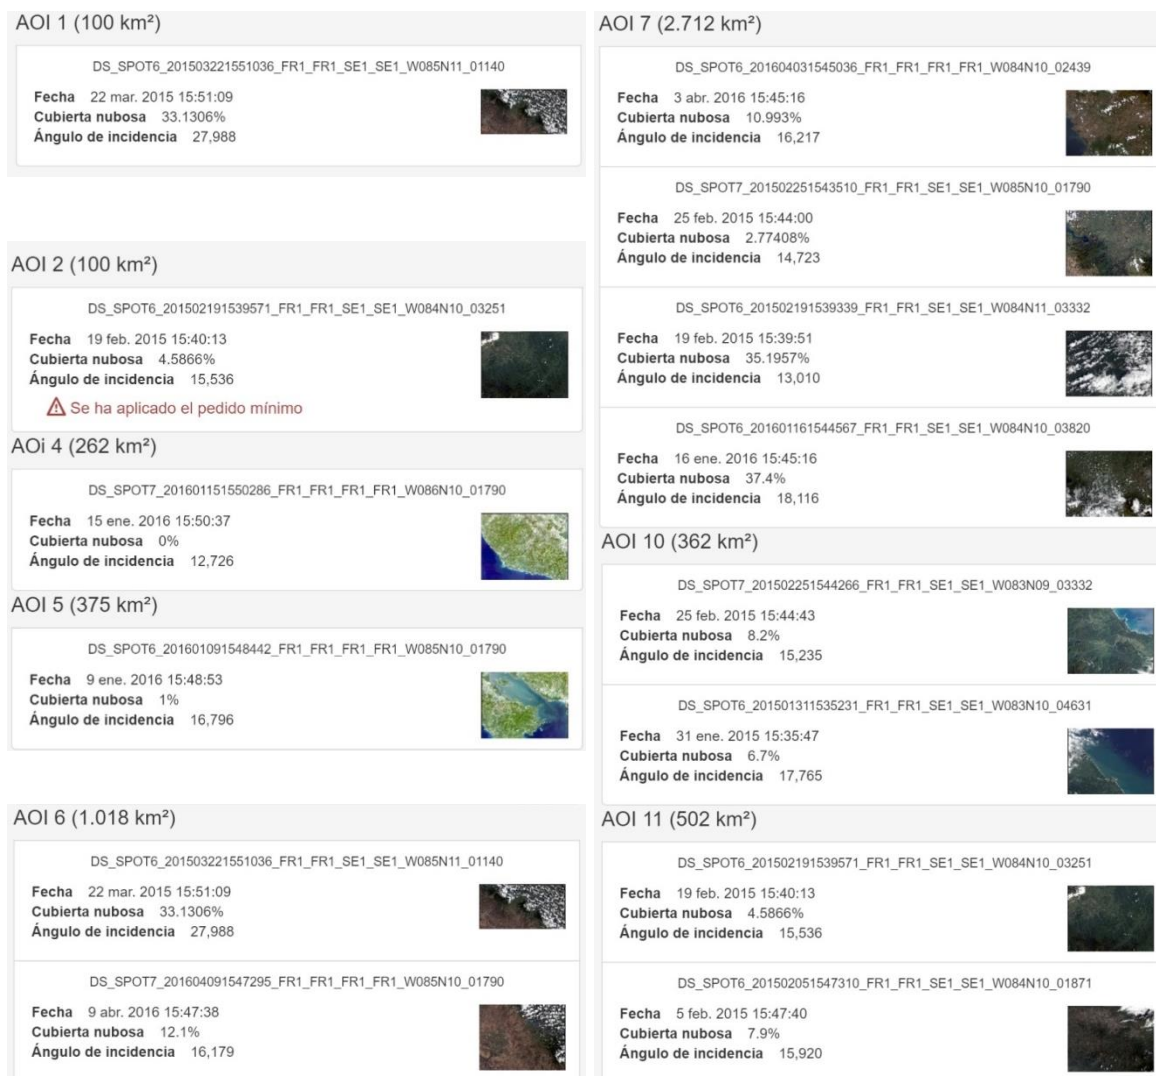 AOI 1 (100 km²)
DS_SPOT6_201503221551036_FR1_FR1_SE1_SE1_W085N11_01140
Fecha 22 mar. 2015 15:51:09
Cubierta nubosa 33.1306%
Ángulo de incidencia 27,988
AOI 2 (100 km²)
DS_SPOT6_201502191539571_FR1_FR1_SE1_SE1_W084N10_03251
Fecha 19 feb. 2015 15:40:13
Cubierta nubosa 4.5866%
Ángulo de incidencia 15,536
Se ha aplicado el pedido mínimo
AOi 4 (262 km²)
DS_SPOT7_201601151550286_FR1_FR1_FR1_FR1_W086N10_01790
Fecha 15 ene. 2016 15:50:37
Cubierta nubosa 0%
Ángulo de incidencia 12,726
AOI 5 (375 km²)
DS_SPOT6_201601091548442_FR1_FR1_FR1_FR1_W085N10_01790
Fecha 9 ene. 2016 15:48:53
Cubierta nubosa 1%
Ángulo de incidencia 16,796
AOI 6 (1.018 km²)
DS_SPOT6_201503221551036_FR1_FR1_SE1_SE1_W085N11_01140
Fecha 22 mar. 2015 15:51:09
Cubierta nubosa 33.1306%
Ángulo de incidencia 27,988
DS_SPOT7_201604091547295_FR1_FR1_FR1_FR1_W085N10_01790
Fecha 9 abr. 2016 15:47:38
Cubierta nubosa 12.1%
Ángulo de incidencia 16,179
AOI 7 (2.712 km²)
DS_SPOT6_201604031545036_FR1_FR1_FR1_FR1_W084N10_02439
Fecha 3 abr. 2016 15:45:16
Cubierta nubosa 10.993%
Ángulo de incidencia 16,217
DS_SPOT7_201502251543510_FR1_FR1_SE1_SE1_W085N10_01790
Fecha 25 feb. 2015 15:44:00
Cubierta nubosa 2.77408%
Ángulo de incidencia 14,723
DS_SPOT6_201502191539339_FR1_FR1_SE1_SE1_W084N11_03332
Fecha 19 feb. 2015 15:39:51
Cubierta nubosa 35.1957%
Ángulo de incidencia 13,010
DS_SPOT6_201601161544567_FR1_FR1_SE1_SE1_W084N10_03820
Fecha 16 ene. 2016 15:45:16
Cubierta nubosa 37.4%
Ángulo de incidencia 18,116
AOI 10 (362 km²)
DS_SPOT7_201502251544266_FR1_FR1_SE1_SE1_W083N09_03332
Fecha 25 feb. 2015 15:44:43
Cubierta nubosa 8.2%
Ángulo de incidencia 15,235
DS_SPOT6_201501311535231_FR1_FR1_SE1_SE1_W083N10_04631
Fecha 31 ene. 2015 15:35:47
Cubierta nubosa 6.7%
Ángulo de incidencia 17,765
AOI 11 (502 km²)
DS_SPOT6_201502191539571_FR1_FR1_SE1_SE1_W084N10_03251
Fecha 19 feb. 2015 15:40:13
Cubierta nubosa 4.5866%
Ángulo de incidencia 15,536
DS_SPOT6_201502051547310_FR1_FR1_SE1_SE1_W084N10_01871
Fecha 5 feb. 2015 15:47:40
Cubierta nubosa 7.9%
Ángulo de incidencia 15,920